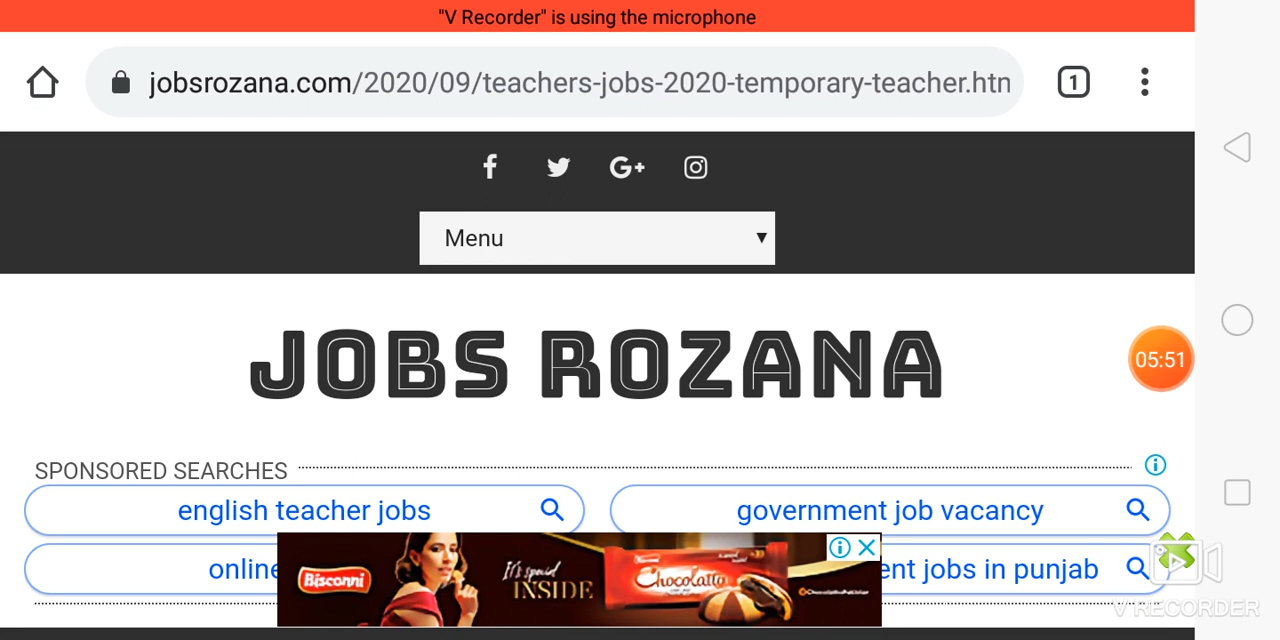 "V Recorder" is using the microphone
jobsrozana.com/2020/09/teachers-jobs-2020-temporary-teacher.htn
1
G+
Menu
JOBS ROZANA
05:51
SPONSORED SEARCHES
english teacher jobs
government job vacancy
online
ent jobs in punjab
Bisconni
It's special
INSIDE
Chocolatto
V RECORDER